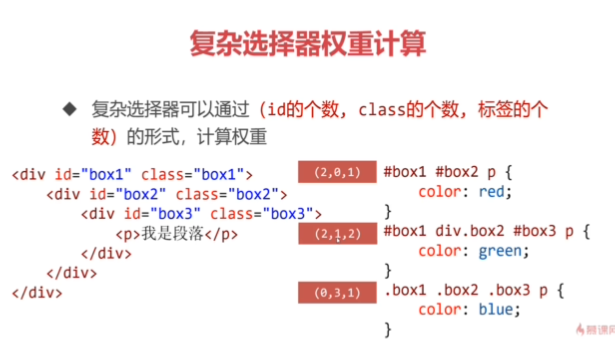 复杂选择器权重计算
◆ 复杂选择器可以通过（id的个数, class的个数, 标签的个
数）的形式，计算权重
<div id="box1" class="box1">
<div id="box2" class="box2">
<div id="box3" class="box3">
<p>我是段落</p>
</div>
</div>
</div>
(2,0,1)
#box1 #box2 p {
color: red;
}
(2,1,2)
#box1 div.box2 #box3 p {
color: green;
}
(0,3,1)
.box1 .box2 .box3 p {
color: blue;
}
慕课网